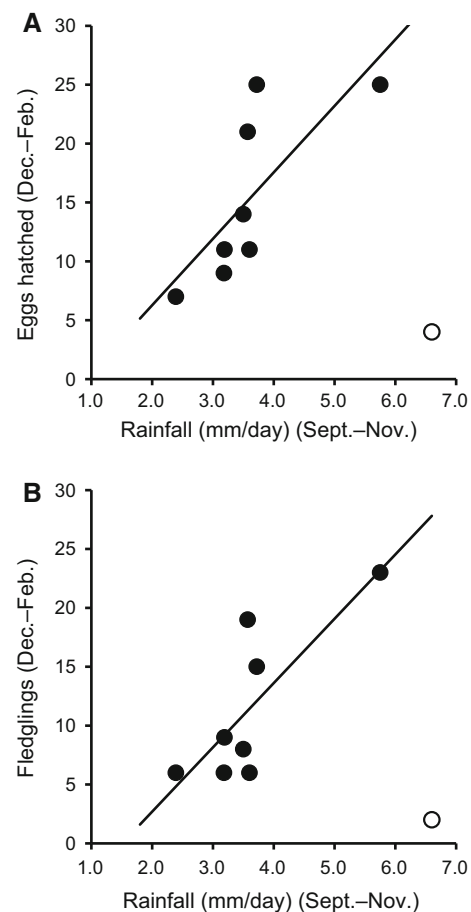 A
30
25
20
15
10
5
0
Eggs hatched (Dec.–Feb.)
1.0 2.0 3.0 4.0 5.0 6.0 7.0
Rainfall (mm/day) (Sept.–Nov.)
B
30
25
20
15
10
5
0
Fledglings (Dec.–Feb.)
1.0 2.0 3.0 4.0 5.0 6.0 7.0
Rainfall (mm/day) (Sept.–Nov.)